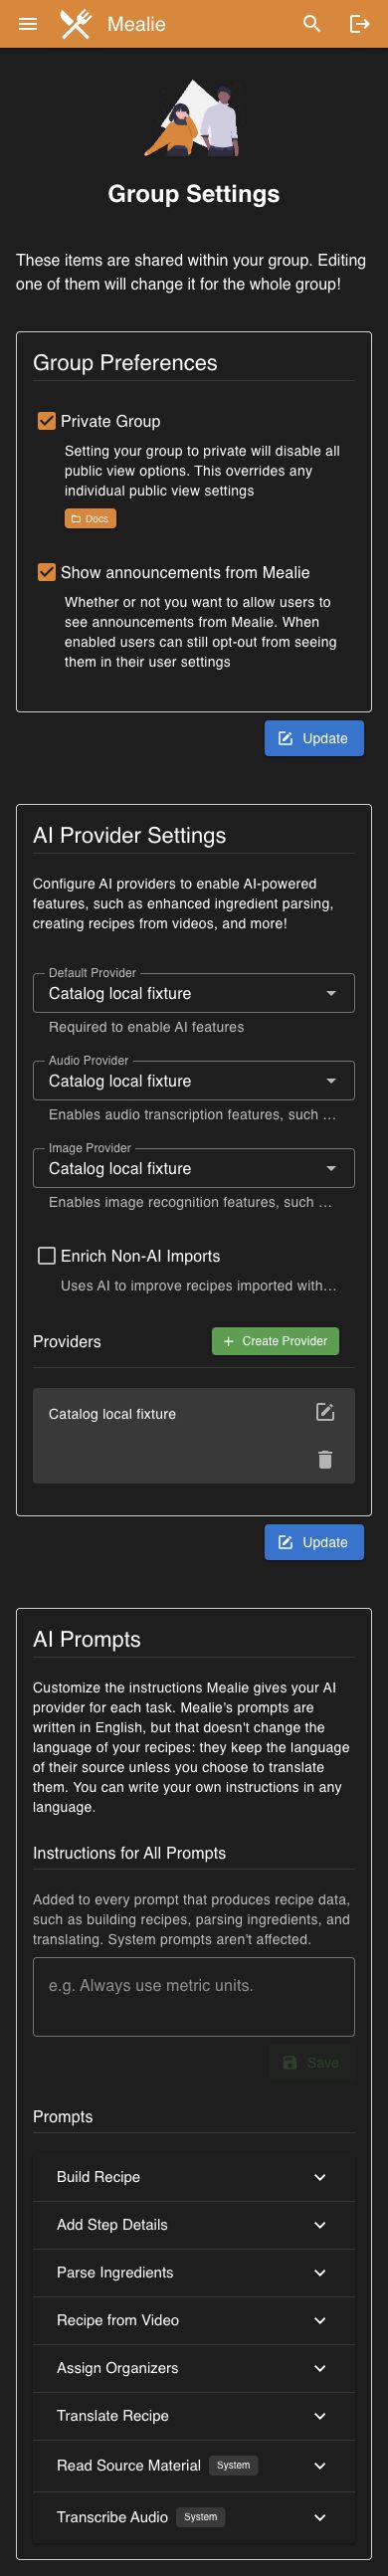 Mealie
Group Settings
These items are shared within your group. Editing
one of them will change it for the whole group!
Group Preferences
Private Group
Setting your group to private will disable all
public view options. This overrides any
individual public view settings
Docs
Show announcements from Mealie
Whether or not you want to allow users to
see announcements from Mealie. When
enabled users can still opt-out from seeing
them in their user settings
Update
AI Provider Settings
Configure AI providers to enable AI-powered
features, such as enhanced ingredient parsing,
creating recipes from videos, and more!
Default Provider
Catalog local fixture
Required to enable AI features
Audio Provider
Catalog local fixture
Enables audio transcription features, such ...
Image Provider
Catalog local fixture
Enables image recognition features, such ...
Enrich Non-AI Imports
Uses AI to improve recipes imported with...
Providers
Create Provider
Catalog local fixture
Update
AI Prompts
Customize the instructions Mealie gives your AI
provider for each task. Mealie's prompts are
written in English, but that doesn't change the
language of your recipes: they keep the language
of their source unless you choose to translate
them. You can write your own instructions in any
language.
Instructions for All Prompts
Added to every prompt that produces recipe data,
such as building recipes, parsing ingredients, and
translating. System prompts aren't affected.
e.g. Always use metric units.
Save
Prompts
Build Recipe
Add Step Details
Parse Ingredients
Recipe from Video
Assign Organizers
Translate Recipe
Read Source Material System
Transcribe Audio System